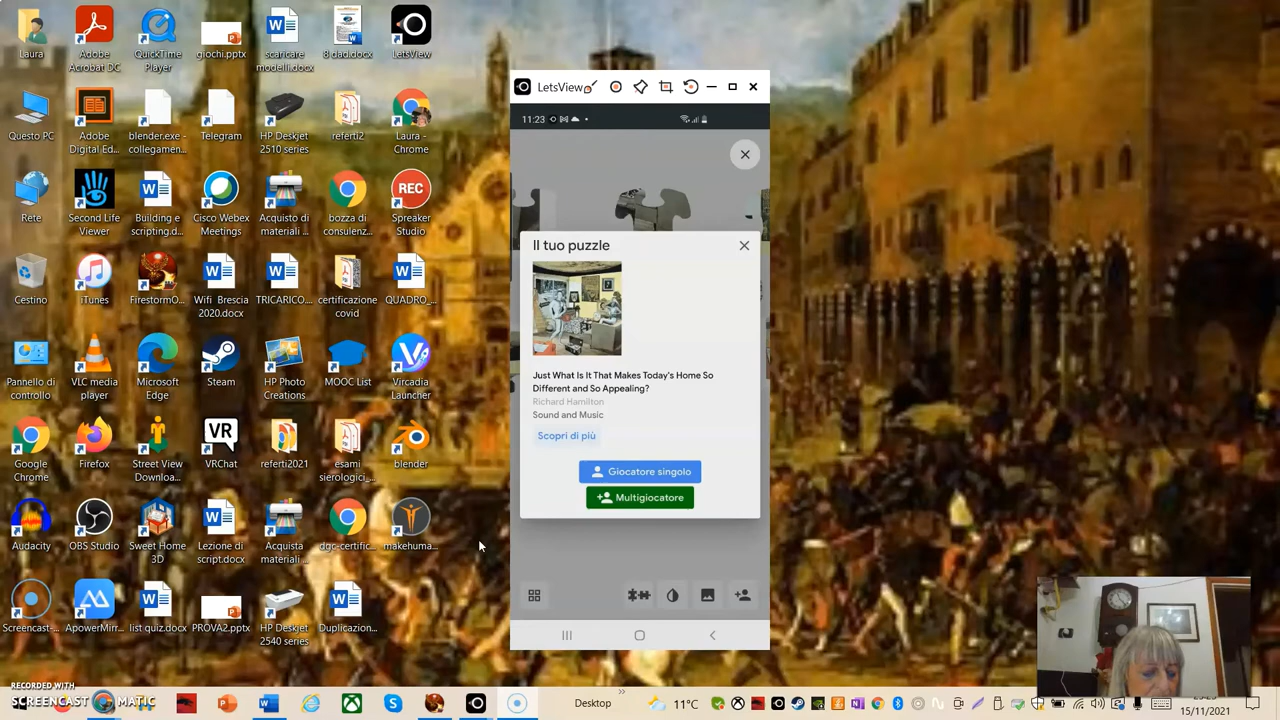 Laura
Adobe
Acrobat DC
QuickTime
Player
giochi.pptx
scaricare
modelli.docx
8 dad.docx
LetsView
Questo PC
Adobe
Digital Ed...
blender.exe -
collegamen...
Telegram
HP Deskjet
2510 series
referti2
Laura -
Chrome
Rete
Second Life
Viewer
Building e
scripting.d...
Cisco Webex
Meetings
Acquisto di
materiali ...
bozza di
consulenz...
REC
Spreaker
Studio
Cestino
iTunes
FirestormO...
Wifi Brescia
2020.docx
TRICARICO....
certificazione
covid
QUADRO_...
Pannello di
controllo
VLC media
player
Microsoft
Edge
Steam
HP Photo
Creations
MOOC List
Vircadia
Launcher
Google
Chrome
Firefox
Street View
Downloa...
VR
VRChat
referti2021
esami
sierologici_...
blender
Audacity
OBS Studio
Sweet Home
3D
Lezione di
script.docx
Acquista
materiali ...
dgc-certific...
makehuma...
Screencast-...
ApowerMirr...
list quiz.docx
PROVA2.pptx
HP Deskjet
2540 series
Duplicazion...
LetsView
11:23
Il tuo puzzle
Just What Is It That Makes Today's Home So
Different and So Appealing?
Richard Hamilton
Sound and Music
Scopri di più
Giocatore singolo
Multigiocatore
RECORDED WITH
SCREENCAST MATIC
Desktop
11°C
15/11/2021